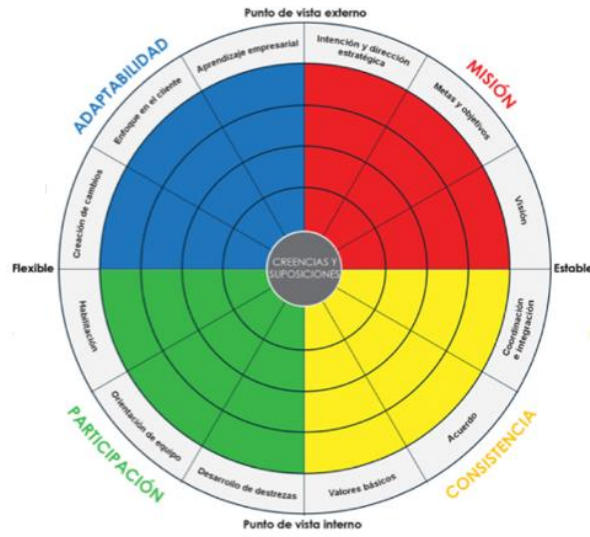 Punto de vista externo
ADAPTABILIDAD
MISIÓN
Aprendizaje empresarial
Intención y dirección
estratégica
Enfoque en el cliente
Metas y objetivos
Creación de cambios
Visión
CREENCIAS Y
SUPOSICIONES
Flexible
Estable
Habilitación
Coordinación
e integración
Orientación de equipo
Acuerdo
Desarrollo de destrezas
Valores básicos
PARTICIPACIÓN
CONSISTENCIA
Punto de vista interno